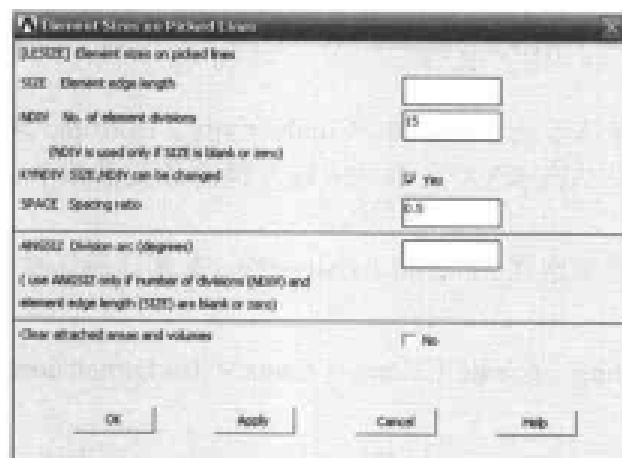 Element Sizes on Picked Lines
[LESIZE] Element sizes on picked lines
SIZE Element edge length
NDIV No. of element divisions
15
(NDIV is used only if SIZE is blank or zero)
KYNDIV SIZE,NDIV can be changed
Yes
SPACE Spacing ratio
0.5
ANGSIZ Division arc (degrees)
( use ANGSIZ only if number of divisions (NDIV) and
element edge length (SIZE) are blank or zero)
Clear attached areas and volumes
No
OK
Apply
Cancel
Help